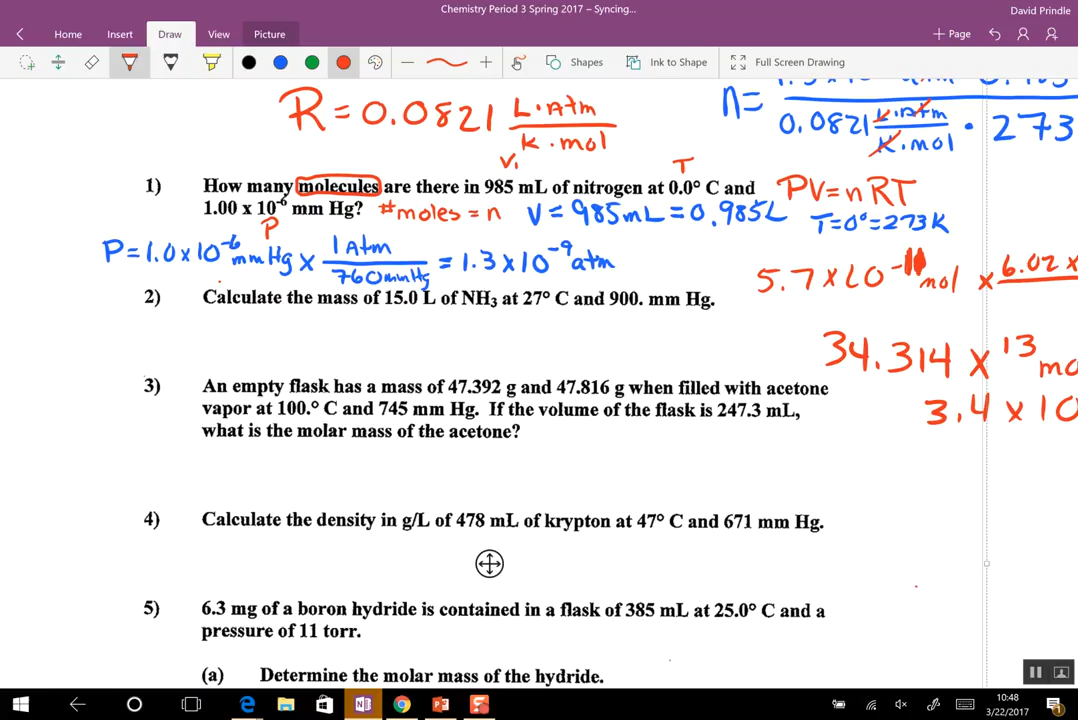 Chemistry Period 3 Spring 2017 – Syncing...
David Prindle
Home Insert Draw View Picture
Page
Shapes Ink to Shape Full Screen Drawing
R = 0.0821 L·Atm / K·mol
n =
0.0821 L·Atm / K·mol · 273
V, T
1) How many molecules are there in 985 mL of nitrogen at 0.0° C and
1.00 x 10⁻⁶ mm Hg?
#moles = n
V = 985mL = 0.985L
PV = nRT
T = 0° = 273K
P
P = 1.0 x 10⁻⁶ mmHg x 1 Atm / 760mmHg = 1.3 x 10⁻⁹ atm
mol x 6.02 x
2) Calculate the mass of 15.0 L of NH₃ at 27° C and 900. mm Hg.
34.314 x ¹³
3.4 x 10
3) An empty flask has a mass of 47.392 g and 47.816 g when filled with acetone
vapor at 100.° C and 745 mm Hg. If the volume of the flask is 247.3 mL,
what is the molar mass of the acetone?
4) Calculate the density in g/L of 478 mL of krypton at 47° C and 671 mm Hg.
5) 6.3 mg of a boron hydride is contained in a flask of 385 mL at 25.0° C and a
pressure of 11 torr.
(a) Determine the molar mass of the hydride.
10:48
3/22/2017